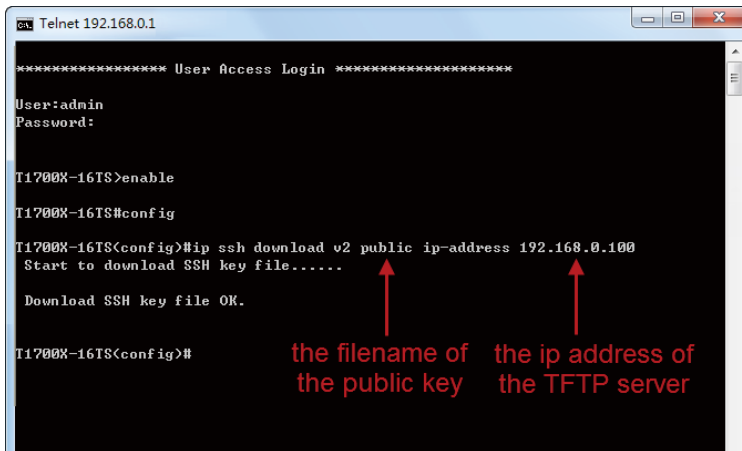 Telnet 192.168.0.1
***************** User Access Login ********************
User:admin
Password:
T1700X-16TS>enable
T1700X-16TS#config
T1700X-16TS(config)#ip ssh download v2 public ip-address 192.168.0.100
Start to download SSH key file......
Download SSH key file OK.
T1700X-16TS(config)#
the filename of
the public key
the ip address of
the TFTP server